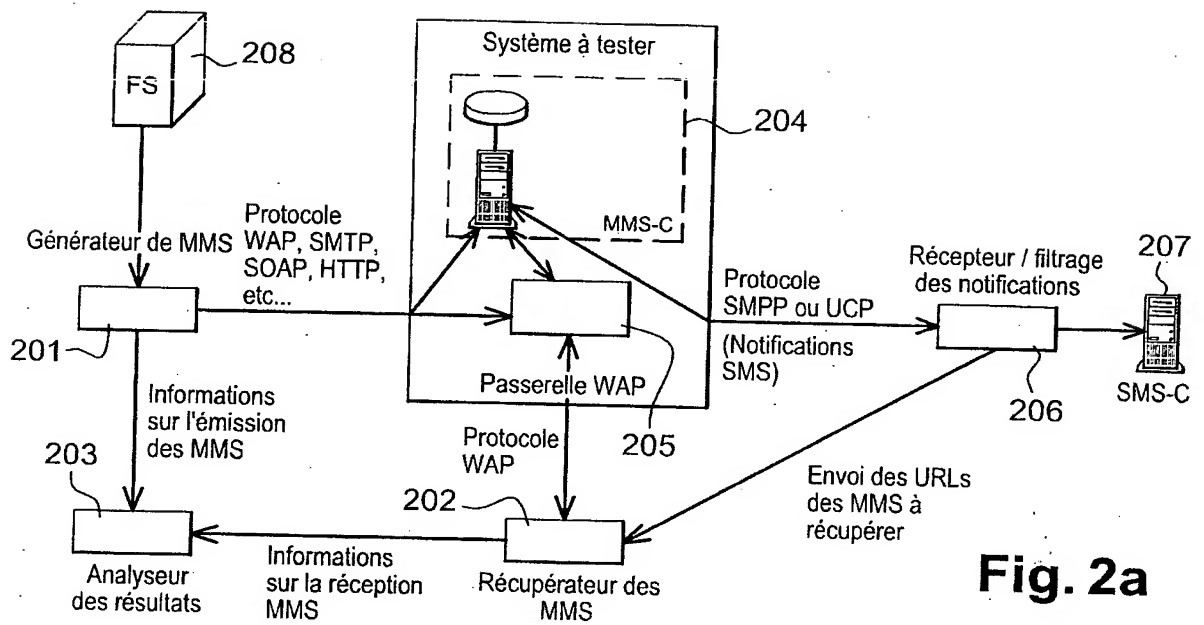 FS
208
Système à tester
204
MMS-C
Générateur de MMS
Protocole
WAP, SMTP,
SOAP, HTTP,
etc...
201
Protocole
SMPP ou UCP
(Notifications
SMS)
Récepteur / filtrage
des notifications
207
SMS-C
206
Passerelle WAP
205
Informations
sur l'émission
des MMS
Protocole
WAP
203
202
Envoi des URLs
des MMS à
récupérer
Analyseur
des résultats
Informations
sur la réception
MMS
Récupérateur des
MMS
Fig. 2a